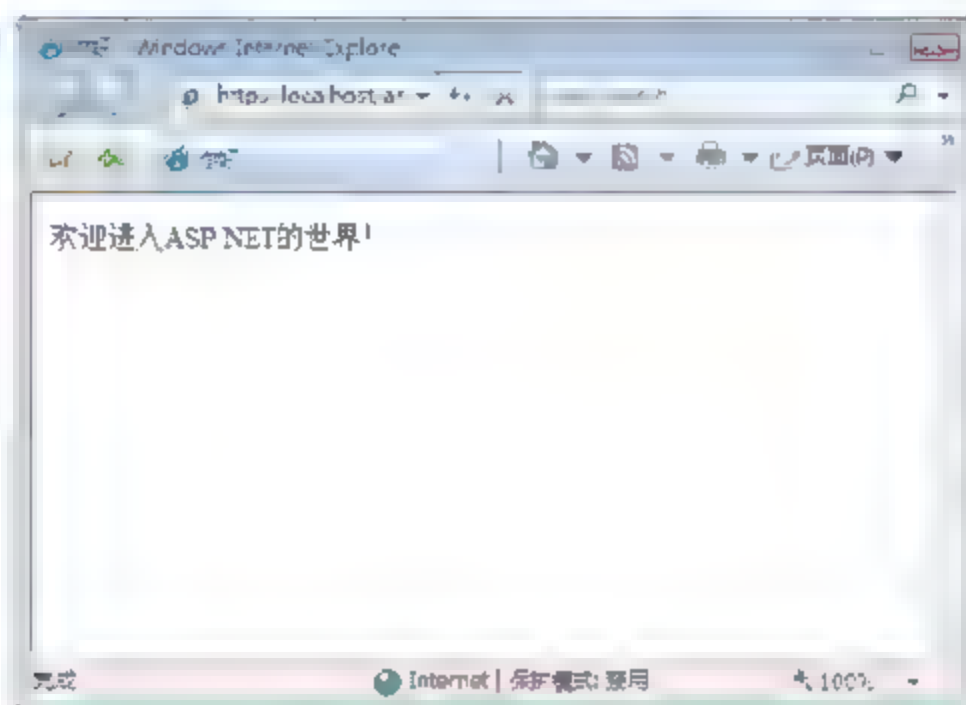 Windows Internet Explore
http: localhost
页面(P)
欢迎进入ASP NET的世界!
完成 Internet | 保护模式: 禁用 100%